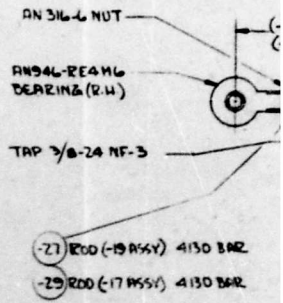 AN 316-6 NUT
AN946-RE4M6
BEARING (R.H.)
TAP 3/8-24 NF-3
-27 ROD (-19 ASSY) 4130 BAR
-29 ROD (-17 ASSY) 4130 BAR